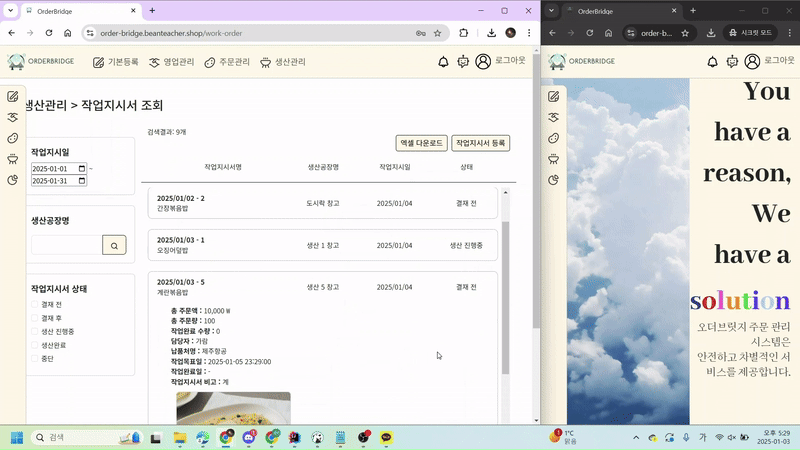 OrderBridge
order-bridge.beanteacher.shop/work-order
ORDERBRIDGE
기본등록
영업관리
주문관리
생산관리
로그아웃
생산관리 > 작업지시서 조회
작업지시일
2025-01-01 ~
2025-01-31
생산공장명
작업지시서 상태
결재 전
결재 후
생산 진행중
생산완료
중단
검색결과: 9개
엑셀 다운로드
작업지시서 등록
작업지시서명 생산공장명 작업지시일 상태
2025/01/02 - 2
간장볶음밥
도시락 창고 2025/01/04 결재 전
2025/01/03 - 1
오징어덮밥
생산 1 창고 2025/01/04 생산 진행중
2025/01/03 - 5
계란볶음밥
생산 5 창고 2025/01/04 결재 전
총 주문액 : 10,000 ₩
총 주문량 : 100
작업완료 수량 : 0
담당자 : 가람
납품처명 : 제주항공
작업목표일 : 2025-01-05 23:29:00
작업완료일 : -
작업지시서 비고 : 계
OrderBridge
order-b...
시크릿 모드
ORDERBRIDGE
로그아웃
You
have a
reason,
We
have a
solution
오더브릿지 주문 관리
시스템은
안전하고 차별적인 서
비스를 제공합니다.
검색
1°C
맑음
가
오후 5:29
2025-01-03